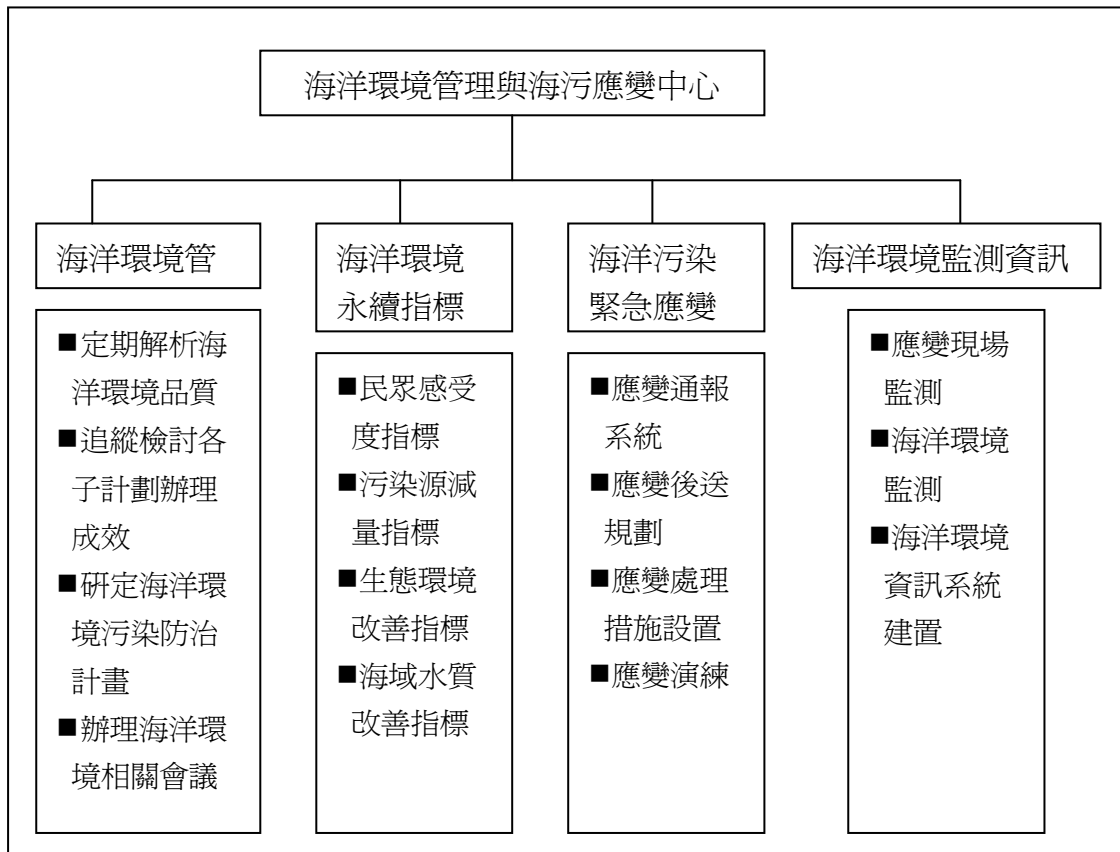 海洋環境管理與海污應變中心
海洋環境管
■定期解析海
洋環境品質
■追縱檢討各
子計劃辦理
成效
■研定海洋環
境污染防治
計畫
■辦理海洋環
境相關會議
海洋環境
永續指標
■民眾感受
度指標
■污染源減
量指標
■生態環境
改善指標
■海域水質
改善指標
海洋污染
緊急應變
■應變通報
系統
■應變後送
規劃
■應變處理
措施設置
■應變演練
海洋環境監測資訊
■應變現場
監測
■海洋環境
監測
■海洋環境
資訊系統
建置